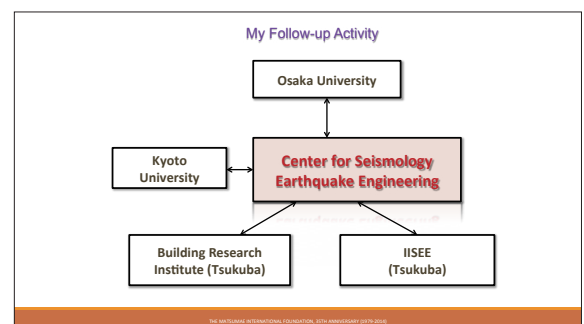 My Follow-up Activity
Osaka University
Kyoto
University
Center for Seismology
Earthquake Engineering
Building Research
Institute (Tsukuba)
IISEE
(Tsukuba)
THE MATSUMAE INTERNATIONAL FOUNDATION, 35TH ANNIVERSARY (1979-2014)